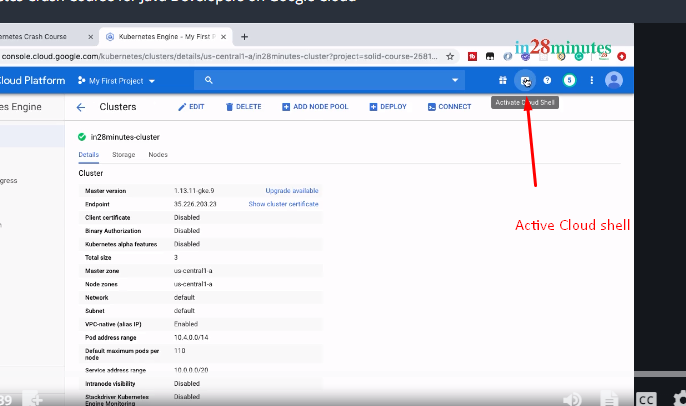 etes Crash Course for Java Developers on Google Cloud
ernetes Crash Course
Kubernetes Engine - My First P
console.cloud.google.com/kubernetes/clusters/details/us-central1-a/in28minutes-cluster?project=solid-course-2581...
in28minutes
Cloud Platform
My First Project
5
Activate Cloud Shell
es Engine
Clusters
EDIT
DELETE
ADD NODE POOL
DEPLOY
CONNECT
in28minutes-cluster
Details Storage Nodes
gress
Cluster
Master version 1.13.11-gke.9 Upgrade available
Endpoint 35.226.203.23 Show cluster certificate
Client certificate Disabled
Active Cloud shell
Binary Authorization Disabled
Kubernetes alpha features Disabled
Total size 3
Master zone us-central1-a
Node zones us-central1-a
Network default
Subnet default
VPC-native (alias IP) Enabled
Pod address range 10.4.0.0/14
Default maximum pods per node 110
Service address range 10.0.0.0/20
Intranode visibility Disabled
Stackdriver Kubernetes Engine Monitoring Disabled
39
CC